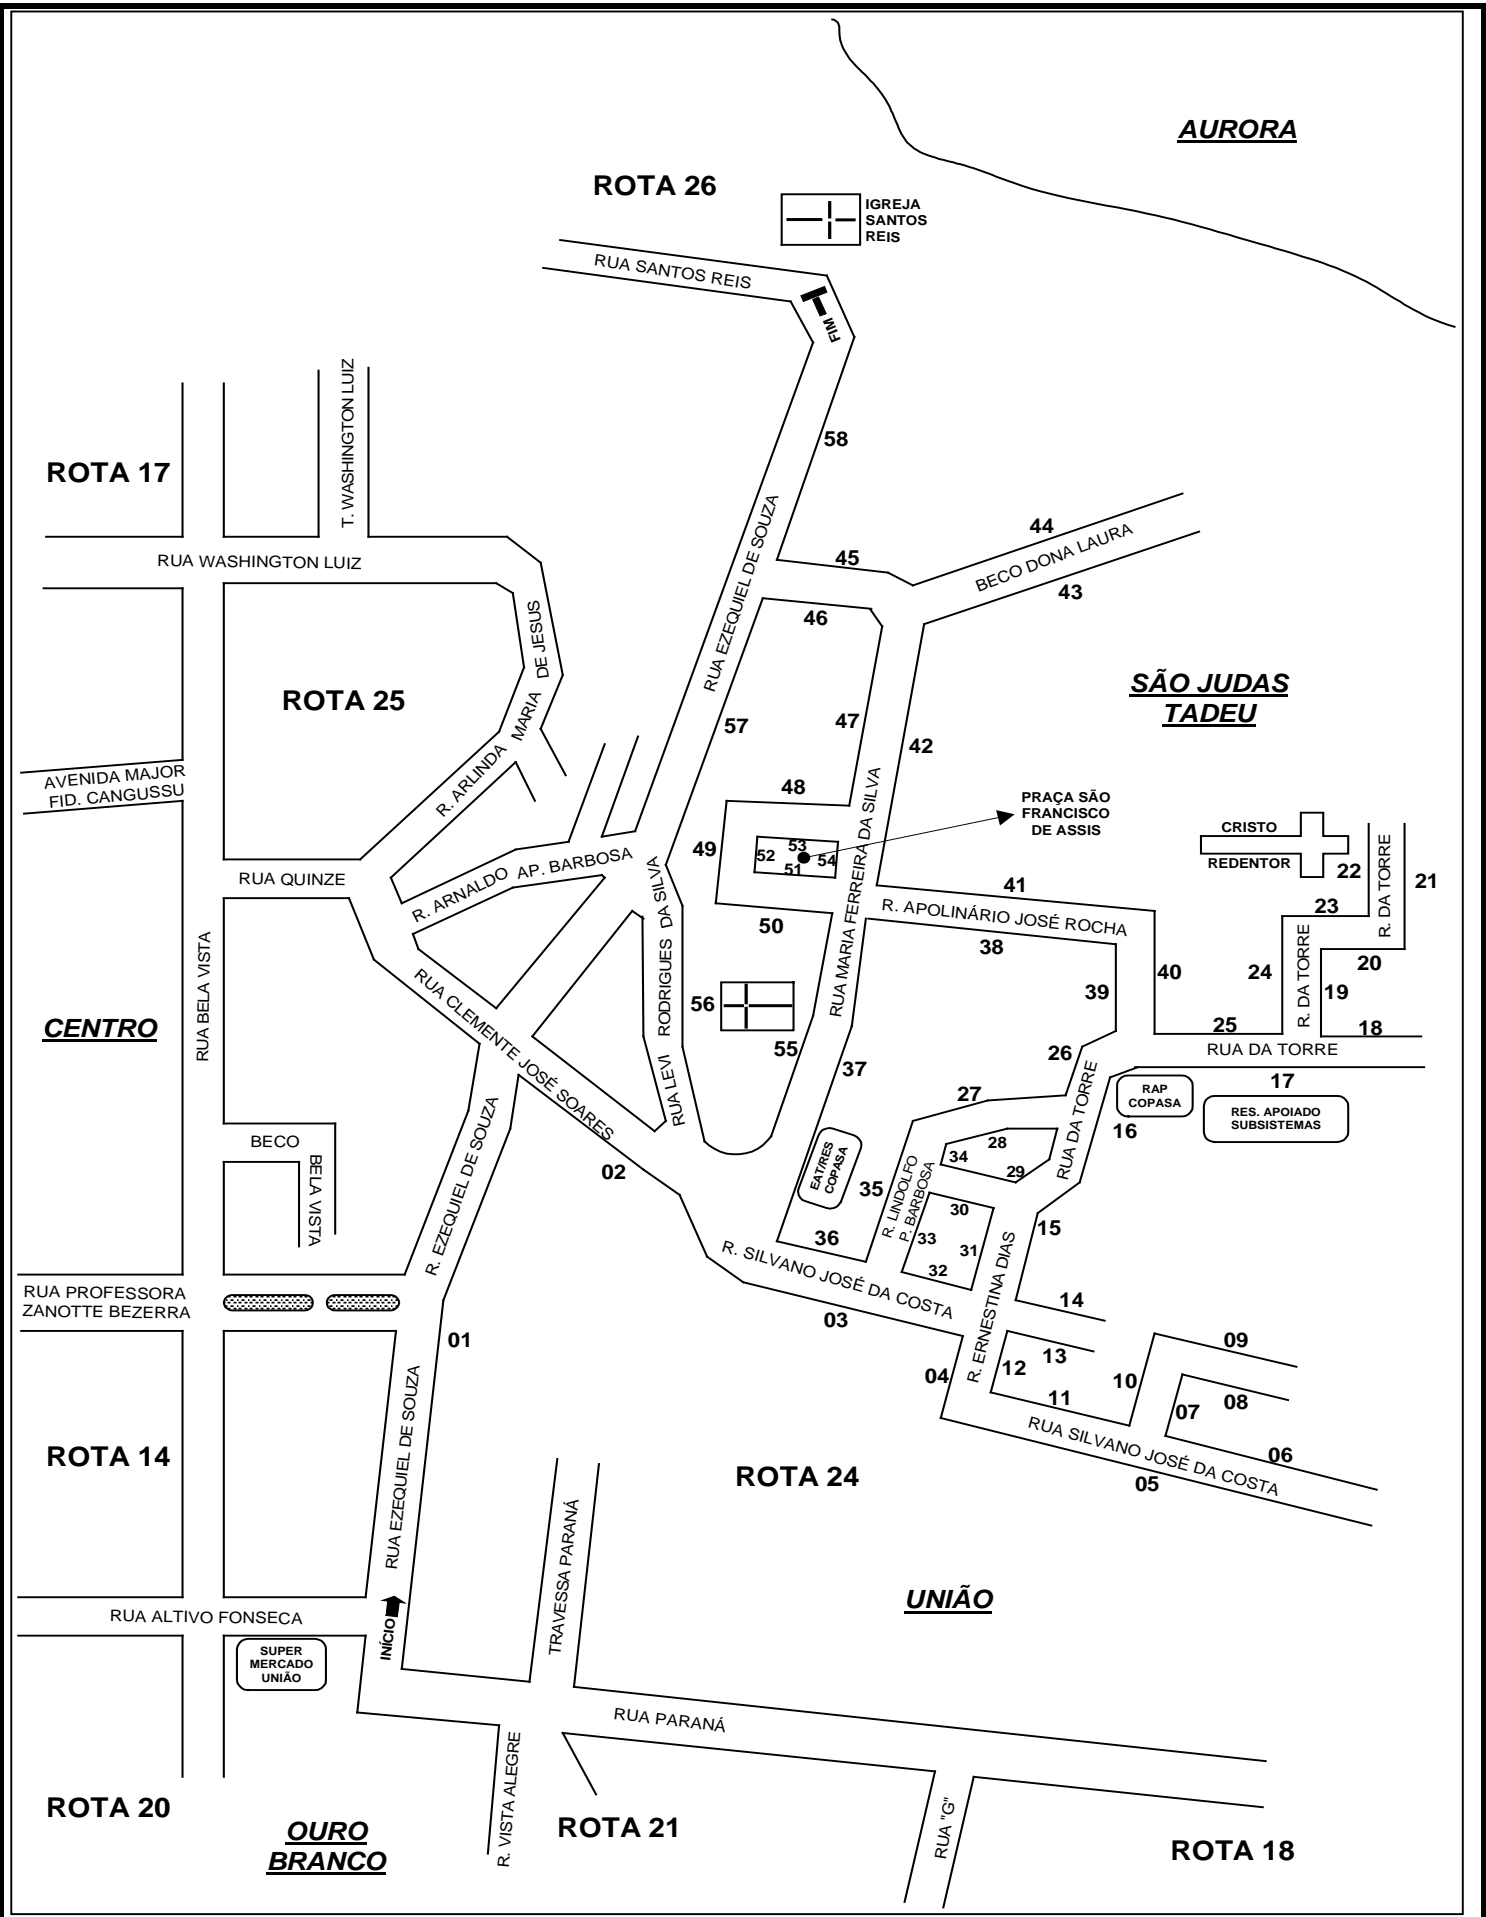 AURORA
ROTA 26
IGREJA
SANTOS
REIS
RUA SANTOS REIS
FIM
T. WASHINGTON LUIZ
58
ROTA 17
RUA WASHINGTON LUIZ
RUA EZEQUIEL DE SOUZA
44
BECO DONA LAURA
43
45
46
R. ARLINDA MARIA DE JESUS
ROTA 25
SÃO JUDAS
TADEU
57
47
42
AVENIDA MAJOR
FID. CANGUSSU
48
PRAÇA SÃO
FRANCISCO
DE ASSIS
49
53
52
54
51
CRISTO
REDENTOR
22
R. DA TORRE
21
RUA QUINZE
R. ARNALDO AP. BARBOSA
RUA MARIA FERREIRA DA SILVA
41
R. APOLINÁRIO JOSÉ ROCHA
38
23
50
RUA LEVI RODRIGUES DA SILVA
RUA BELA VISTA
40
24
R. DA TORRE
20
39
19
56
CENTRO
RUA CLEMENTE JOSÉ SOARES
25
18
RUA DA TORRE
55
26
37
17
27
RUA DA TORRE
RAP
COPASA
RES. APOIADO
SUBSISTEMAS
16
R. EZEQUIEL DE SOUZA
BECO
BELA VISTA
02
28
34
29
EAT/RES
COPASA
35
R. LINDOLFO
P. BARBOSA
30
33
31
32
15
36
R. SILVANO JOSÉ DA COSTA
R. ERNESTINA DIAS
RUA PROFESSORA
ZANOTTE BEZERRA
03
14
01
09
13
12
04
10
11
08
07
RUA EZEQUIEL DE SOUZA
RUA SILVANO JOSÉ DA COSTA
06
05
ROTA 14
ROTA 24
TRAVESSA PARANÁ
UNIÃO
RUA ALTIVO FONSECA
INÍCIO
SUPER
MERCADO
UNIÃO
RUA PARANÁ
R. VISTA ALEGRE
ROTA 20
OURO
BRANCO
ROTA 21
RUA "G"
ROTA 18